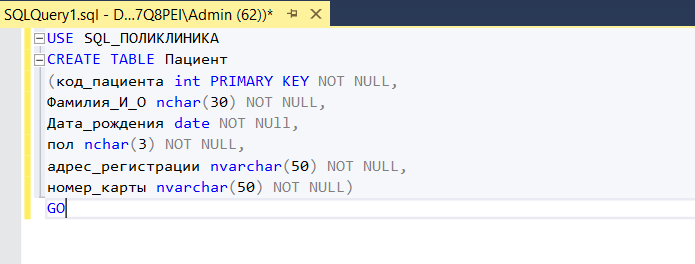 SQLQuery1.sql - D...7Q8PEI\Admin (62))*
USE SQL_ПОЛИКЛИНИКА
CREATE TABLE Пациент
(код_пациента int PRIMARY KEY NOT NULL,
Фамилия_И_О nchar(30) NOT NULL,
Дата_рождения date NOT NUll,
пол nchar(3) NOT NULL,
адрес_регистрации nvarchar(50) NOT NULL,
номер_карты nvarchar(50) NOT NULL)
GO